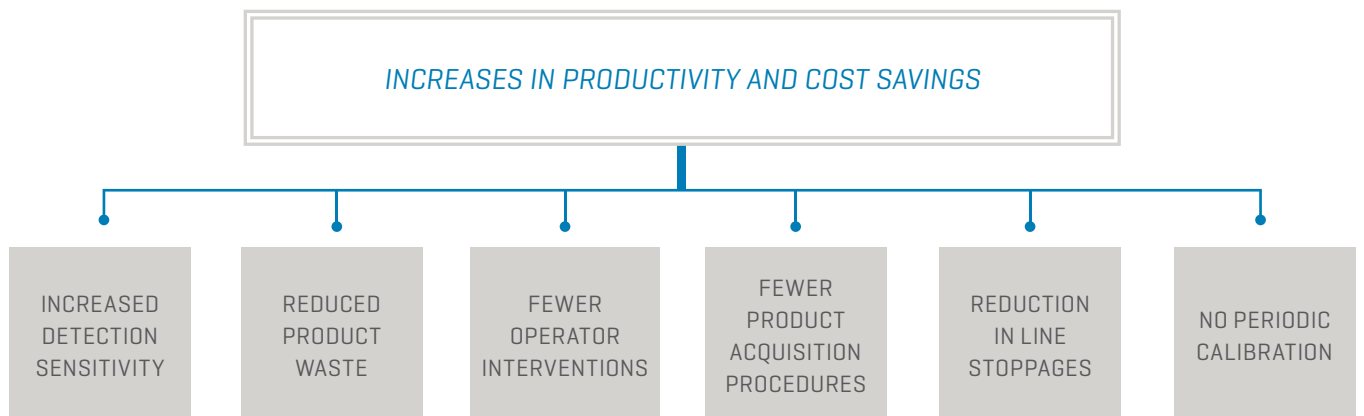 INCREASES IN PRODUCTIVITY AND COST SAVINGS
INCREASED
DETECTION
SENSITIVITY
REDUCED
PRODUCT
WASTE
FEWER
OPERATOR
INTERVENTIONS
FEWER
PRODUCT
ACQUISITION
PROCEDURES
REDUCTION
IN LINE
STOPPAGES
NO PERIODIC
CALIBRATION